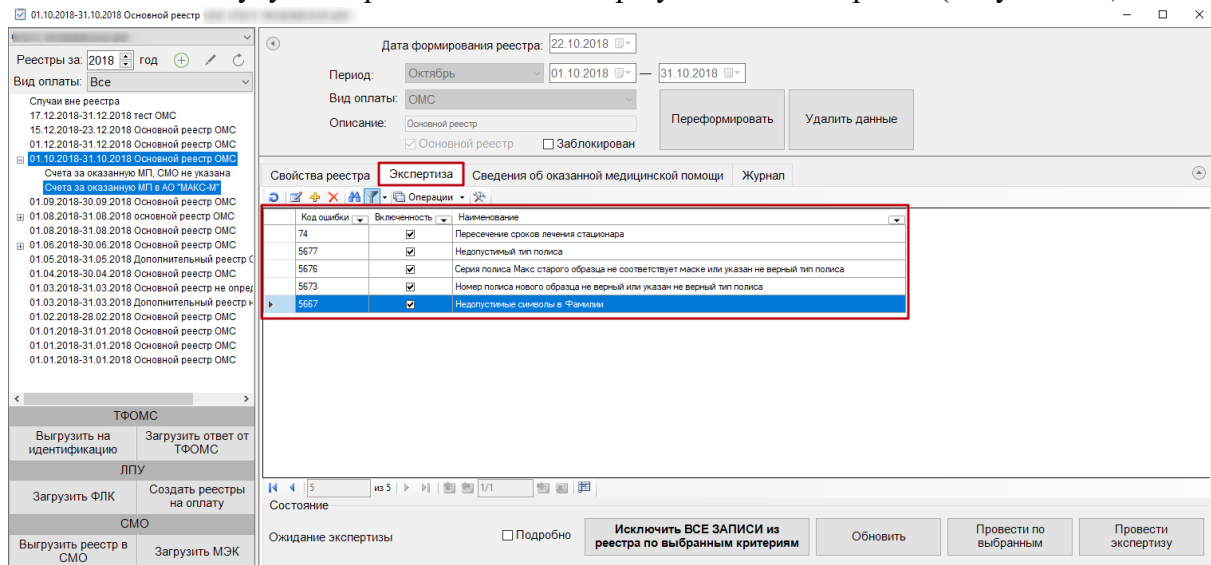 01.10.2018-31.10.2018 Основной реестр
Реестры за: 2018 год
Вид оплаты: Все
Случаи вне реестра
17.12.2018-31.12.2018 тест ОМС
15.12.2018-23.12.2018 Основной реестр ОМС
01.12.2018-31.12.2018 Основной реестр ОМС
01.10.2018-31.10.2018 Основной реестр ОМС
Счета за оказанную МП, СМО не указана
Счета за оказанную МП в АО "МАКС-М"
01.09.2018-30.09.2018 Основной реестр ОМС
01.08.2018-31.08.2018 основной реестр ОМС
01.08.2018-31.08.2018 Основной реестр ОМС
01.06.2018-30.06.2018 Основной реестр ОМС
01.05.2018-31.05.2018 Дополнительный реестр О
01.04.2018-30.04.2018 Основной реестр ОМС
01.03.2018-31.03.2018 Основной реестр не опред
01.03.2018-31.03.2018 Дополнительный реестр н
01.02.2018-28.02.2018 Основной реестр ОМС
01.01.2018-31.01.2018 Основной реестр ОМС
01.01.2018-31.01.2018 Основной реестр ОМС
01.01.2018-31.01.2018 Основной реестр ОМС
ТФОМС
Выгрузить на идентификацию
Загрузить ответ от ТФОМС
ЛПУ
Загрузить ФЛК
Создать реестры на оплату
СМО
Выгрузить реестр в СМО
Загрузить МЭК
Дата формирования реестра: 22.10.2018
Период: Октябрь 01.10.2018 — 31.10.2018
Вид оплаты: ОМС
Описание: Основной реестр
Основной реестр Заблокирован
Переформировать
Удалить данные
Свойства реестра Экспертиза Сведения об оказанной медицинской помощи Журнал
Операции
Код ошибки Включенность Наименование
74 Пересечение сроков лечения стационара
5677 Недопустимый тип полиса
5676 Серия полиса Макс старого образца не соответствует маске или указан не верный тип полиса
5673 Номер полиса нового образца не верный или указан не верный тип полиса
5667 Недопустимые символы в Фамилии
5 из 5 1/1
Состояние
Ожидание экспертизы
Подробно
Исключить ВСЕ ЗАПИСИ из реестра по выбранным критериям
Обновить
Провести по выбранным
Провести экспертизу